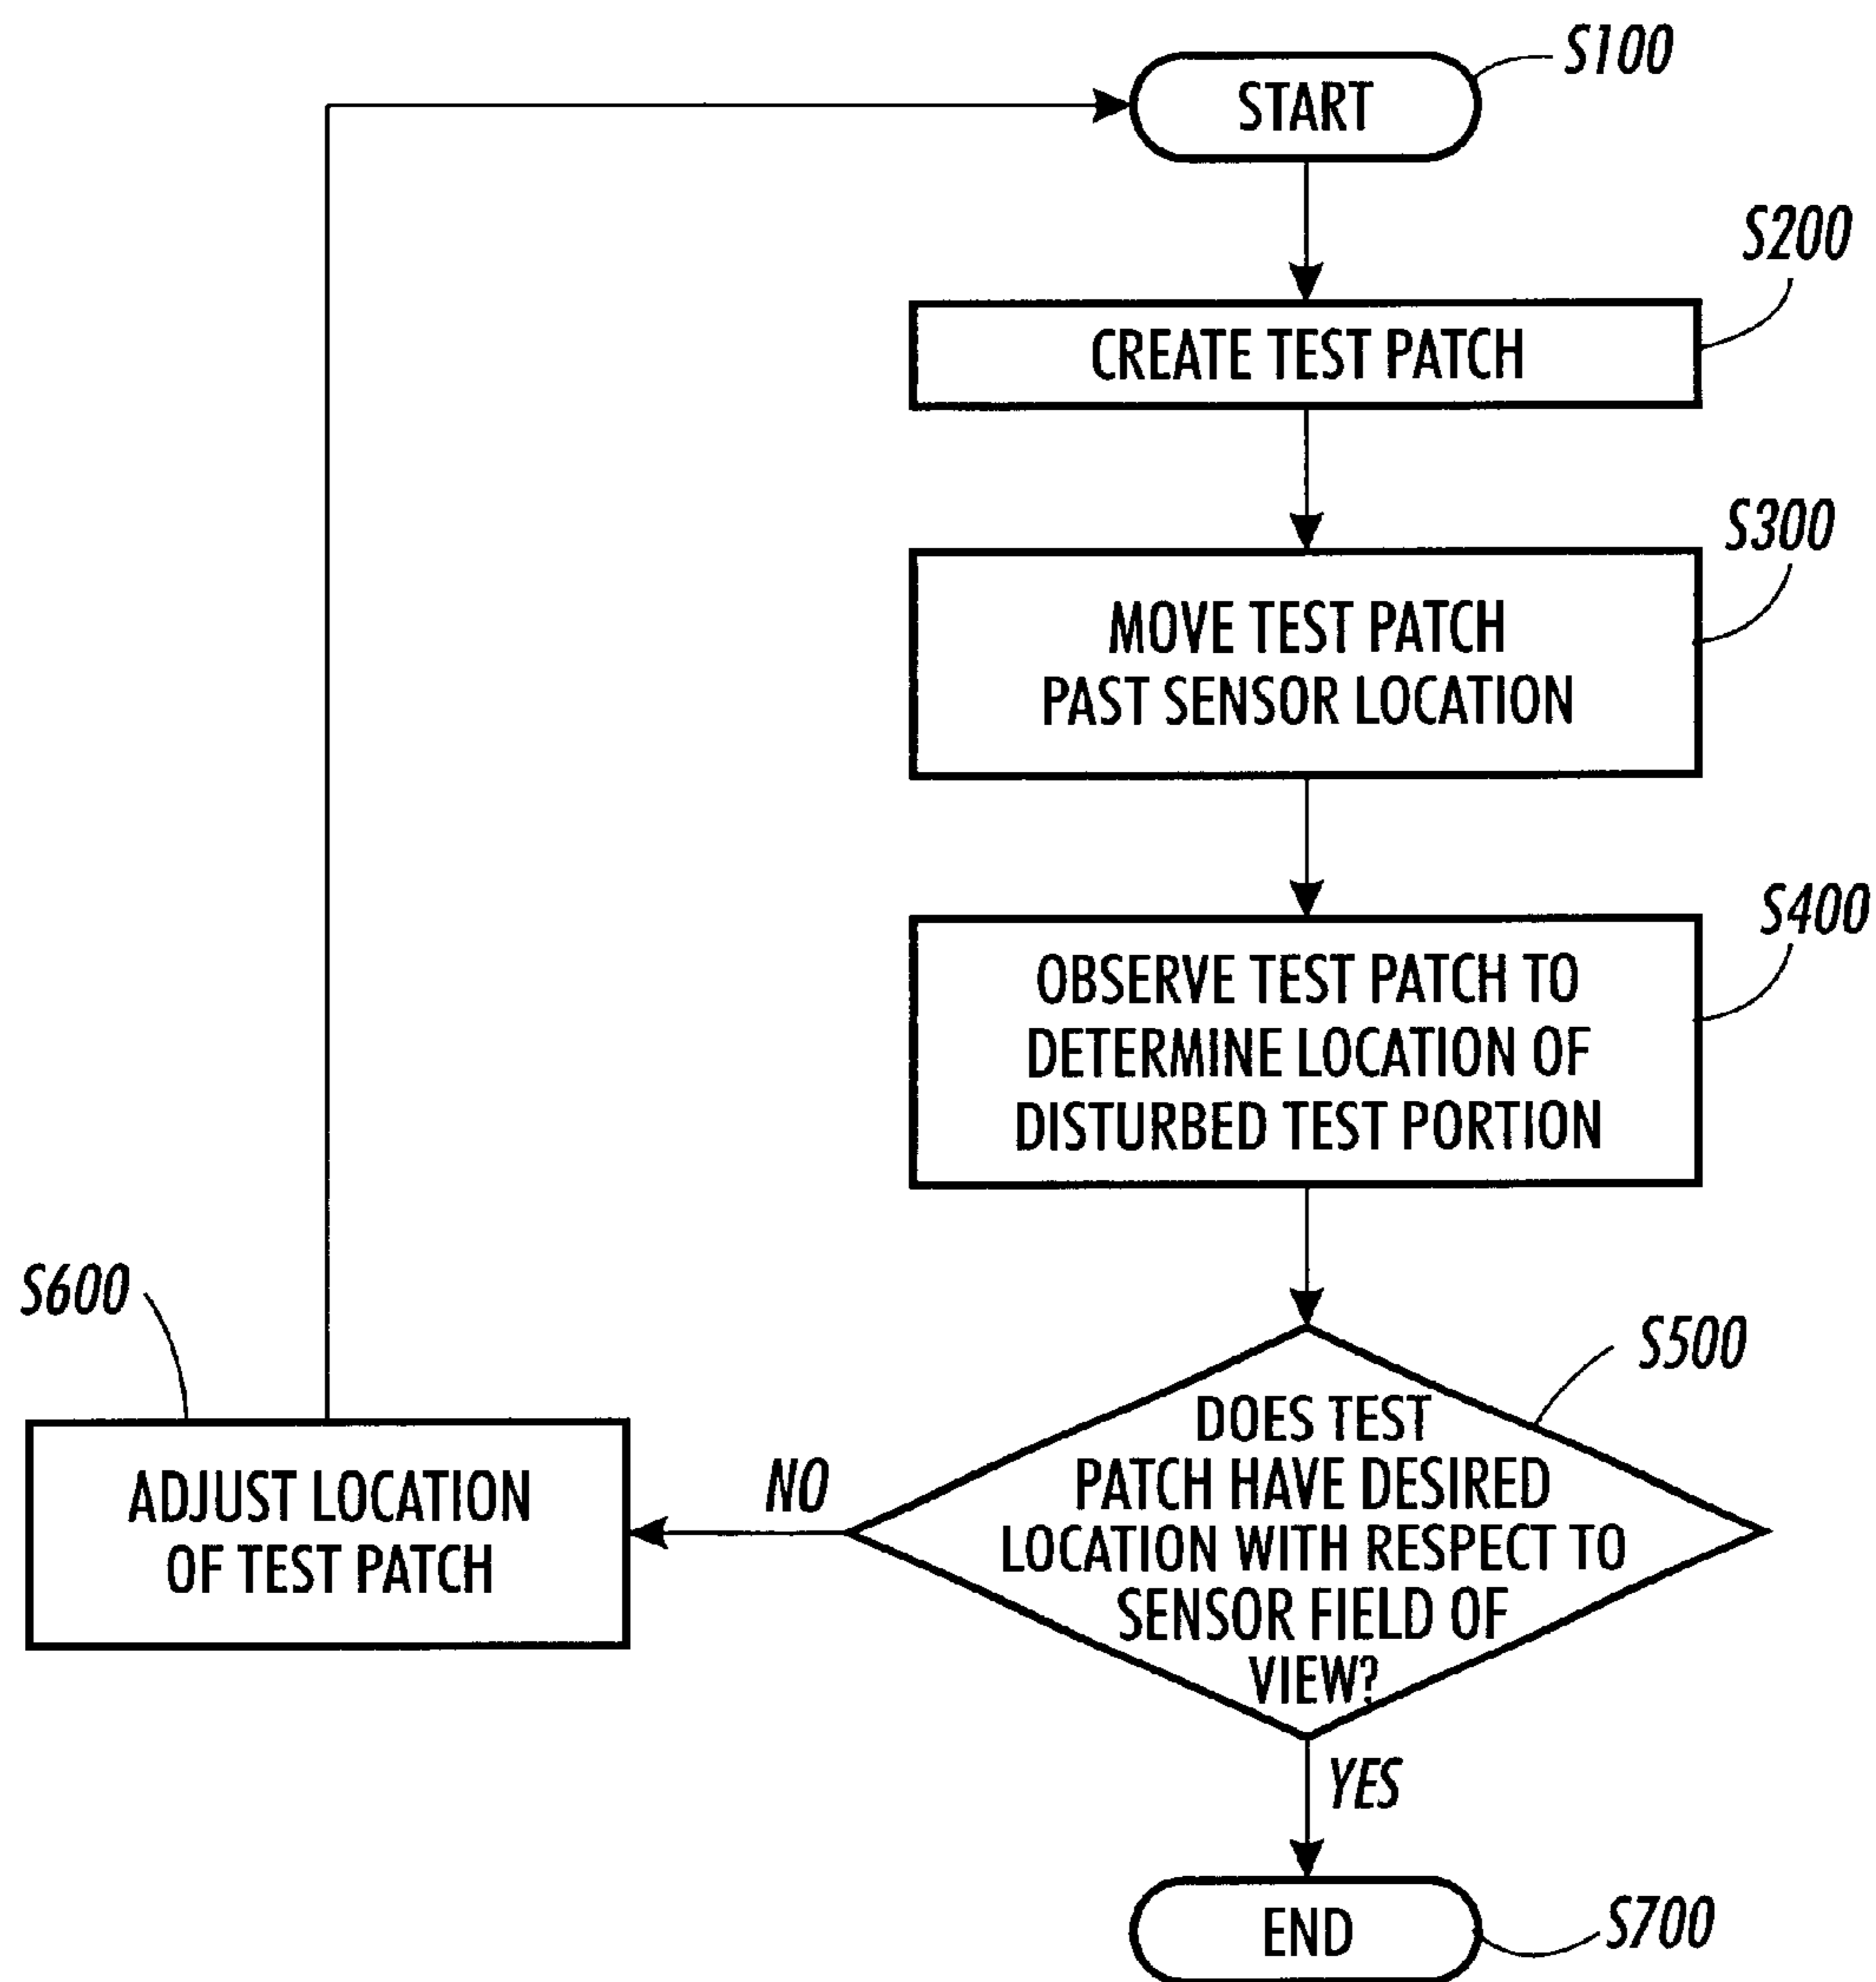 S100
START
S200
CREATE TEST PATCH
S300
MOVE TEST PATCH
PAST SENSOR LOCATION
S400
OBSERVE TEST PATCH TO
DETERMINE LOCATION OF
DISTURBED TEST PORTION
S500
DOES TEST
PATCH HAVE DESIRED
LOCATION WITH RESPECT TO
SENSOR FIELD OF
VIEW?
NO
S600
ADJUST LOCATION
OF TEST PATCH
YES
END
S700